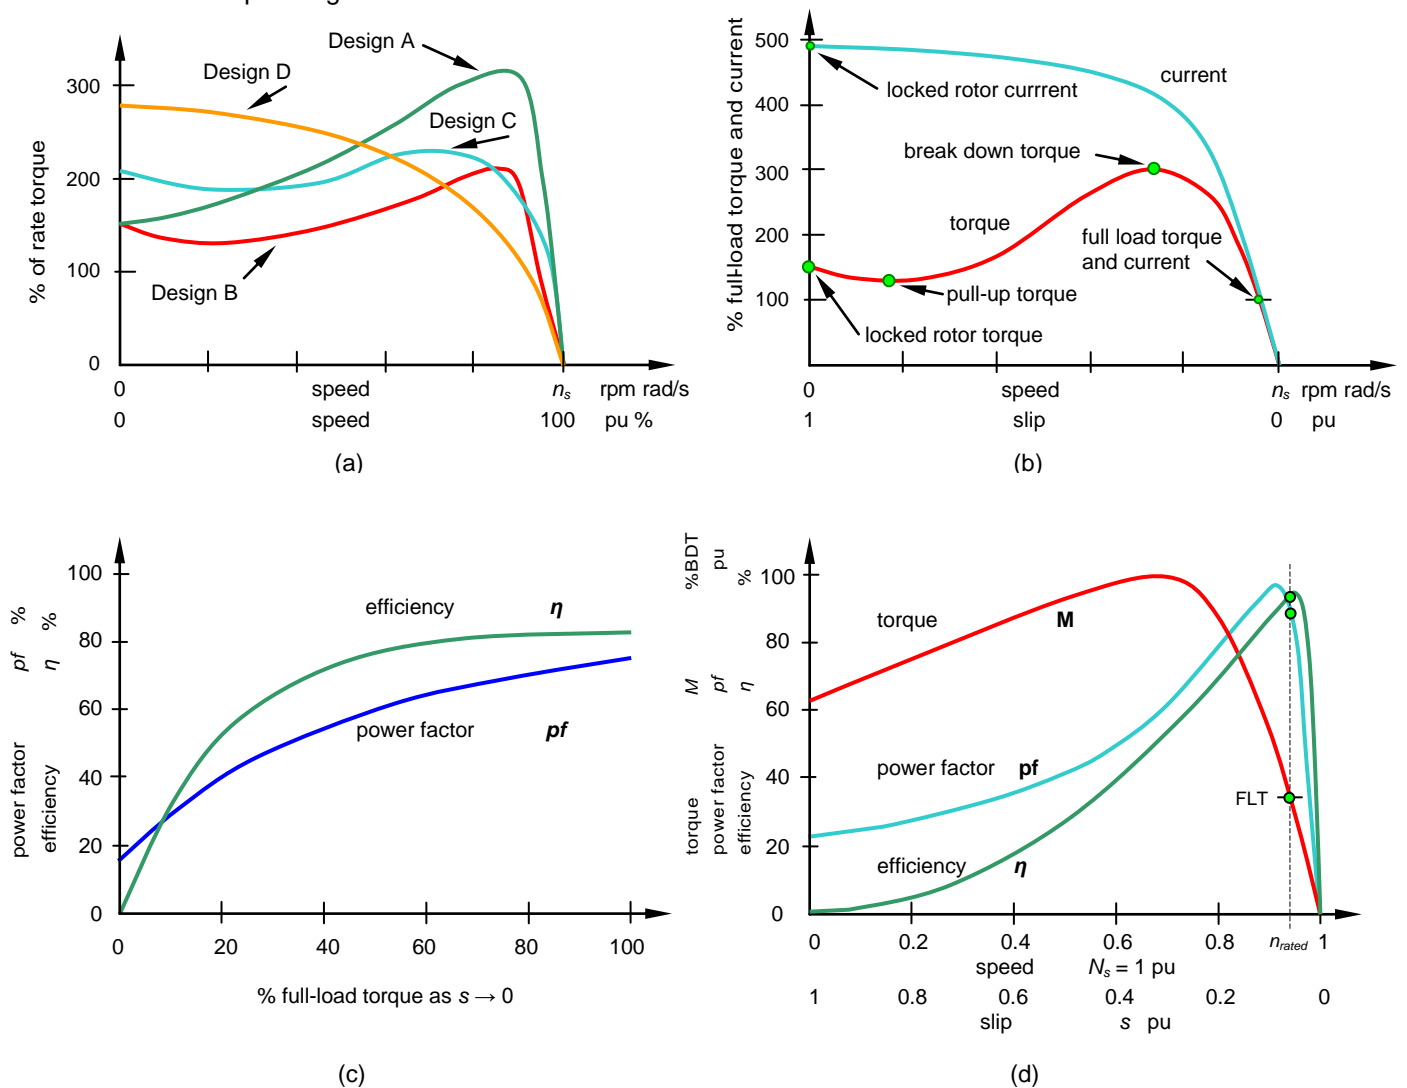 Design A
Design D
Design C
Design B
% of rate torque
300
200
100
0
0 speed nₛ rpm rad/s
0 speed 100 pu %
(a)
% full-load torque and current
500
400
300
200
100
current
locked rotor currrent
break down torque
torque
full load torque
and current
pull-up torque
locked rotor torque
0 speed nₛ rpm rad/s
1 slip 0 pu
(b)
power factor pf %
efficiency η %
100
80
60
40
20
0
efficiency η
power factor pf
0 20 40 60 80 100
% full-load torque as s → 0
(c)
torque M %BDT
power factor pf pu
efficiency η %
100
80
60
40
20
0
torque M
power factor pf
FLT
efficiency η
0 0.2 0.4 0.6 0.8 n_rated 1
speed Nₛ = 1 pu
1 0.8 0.6 0.4 0.2 0
slip s pu
(d)